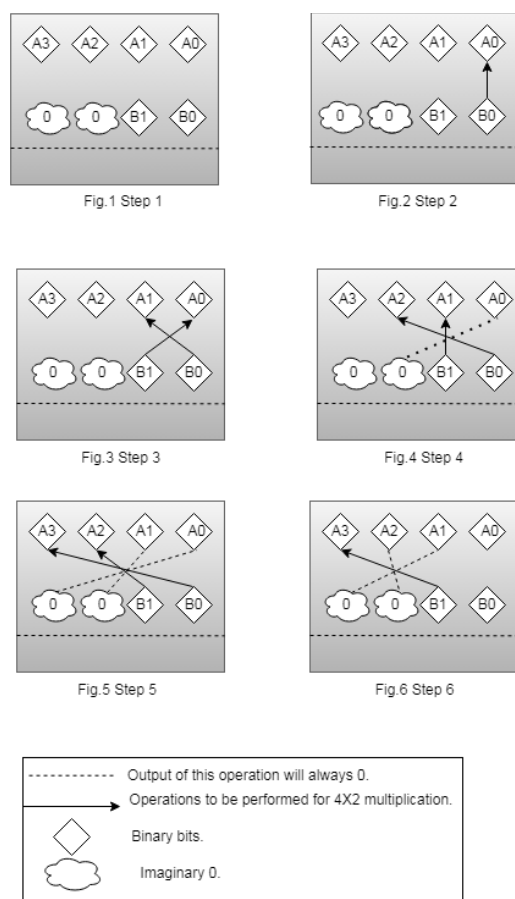 A3 A2 A1 A0
0 0 B1 B0
Fig.1 Step 1
A3 A2 A1 A0
0 0 B1 B0
Fig.2 Step 2
A3 A2 A1 A0
0 0 B1 B0
Fig.3 Step 3
A3 A2 A1 A0
0 0 B1 B0
Fig.4 Step 4
A3 A2 A1 A0
0 0 B1 B0
Fig.5 Step 5
A3 A2 A1 A0
0 0 B1 B0
Fig.6 Step 6
Output of this operation will always 0.
Operations to be performed for 4X2 multiplication.
Binary bits.
Imaginary 0.